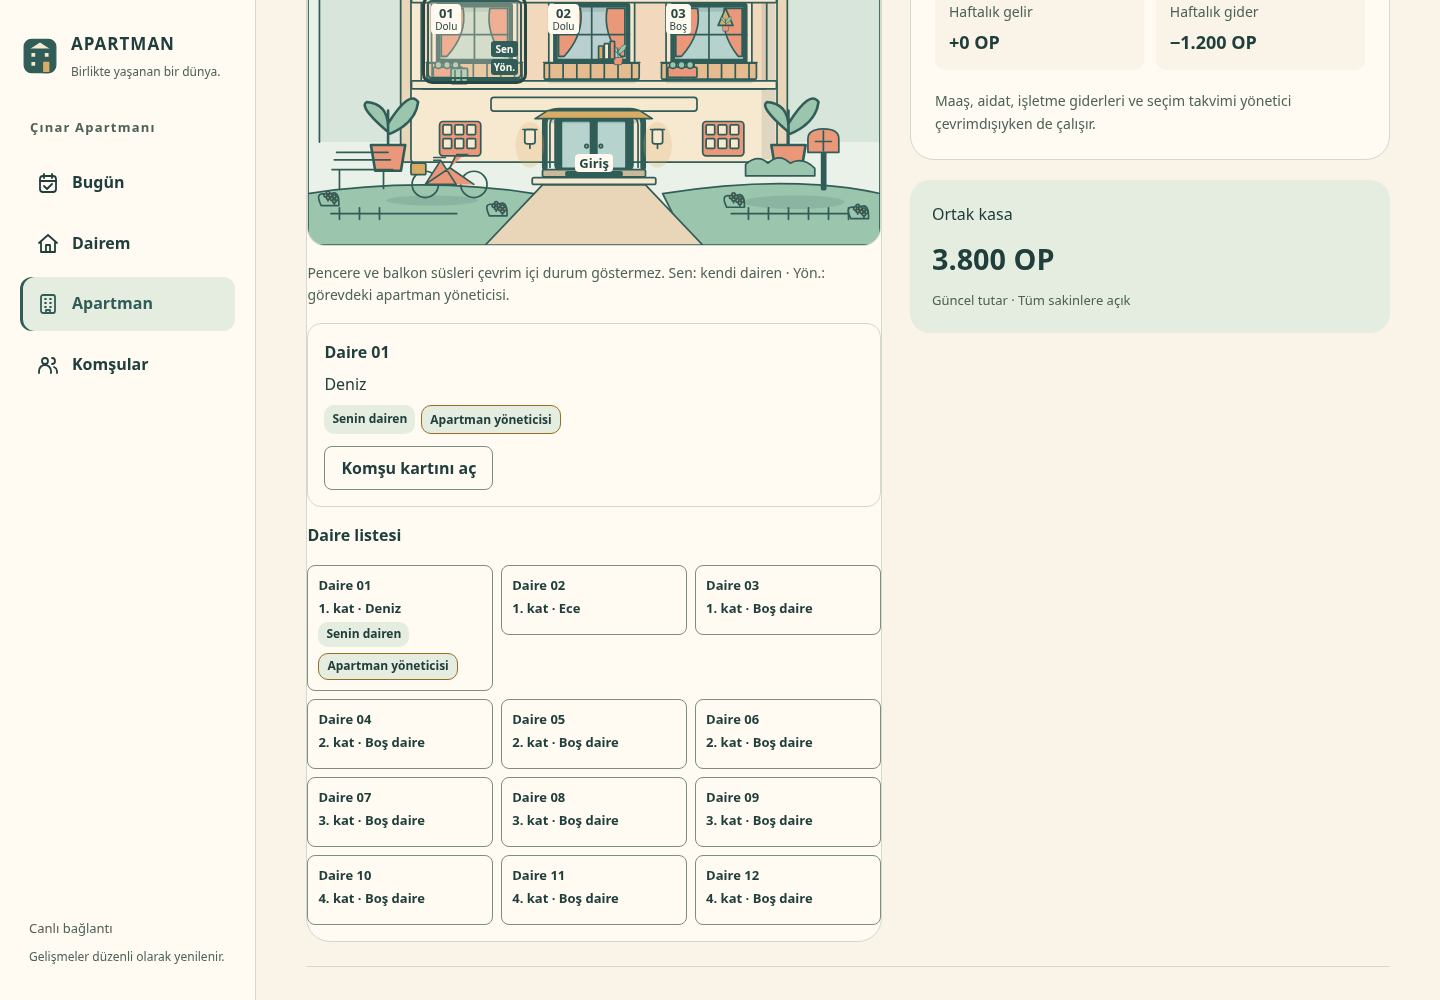 APARTMAN
Birlikte yaşanan bir dünya.
Çınar Apartmanı
Bugün
Dairem
Apartman
Komşular
Canlı bağlantı
Gelişmeler düzenli olarak yenilenir.
01
Dolu
Sen
Yön.
02
Dolu
03
Boş
Giriş
Pencere ve balkon süsleri çevrim içi durum göstermez. Sen: kendi dairen · Yön.:
görevdeki apartman yöneticisi.
Daire 01
Deniz
Senin dairen
Apartman yöneticisi
Komşu kartını aç
Daire listesi
Daire 01
1. kat · Deniz
Senin dairen
Apartman yöneticisi
Daire 02
1. kat · Ece
Daire 03
1. kat · Boş daire
Daire 04
2. kat · Boş daire
Daire 05
2. kat · Boş daire
Daire 06
2. kat · Boş daire
Daire 07
3. kat · Boş daire
Daire 08
3. kat · Boş daire
Daire 09
3. kat · Boş daire
Daire 10
4. kat · Boş daire
Daire 11
4. kat · Boş daire
Daire 12
4. kat · Boş daire
Haftalık gelir
+0 OP
Haftalık gider
−1.200 OP
Maaş, aidat, işletme giderleri ve seçim takvimi yönetici
çevrimdışıyken de çalışır.
Ortak kasa
3.800 OP
Güncel tutar · Tüm sakinlere açık